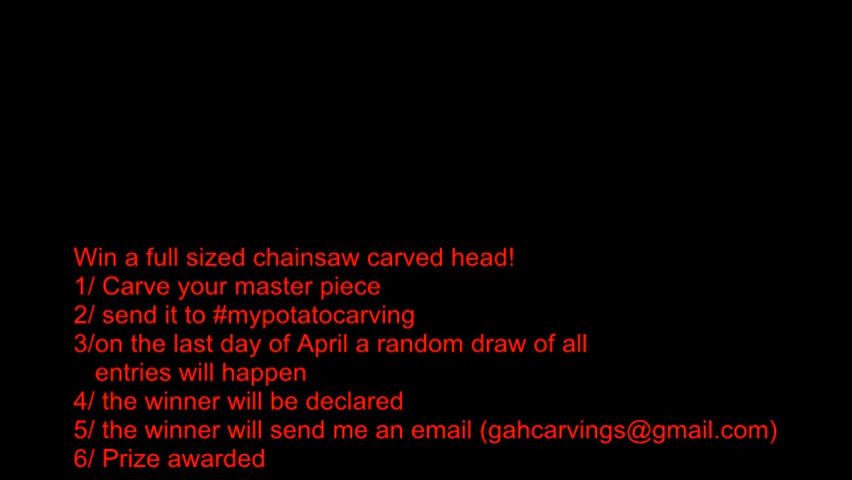 Win a full sized chainsaw carved head!
1/ Carve your master piece
2/ send it to #mypotatocarving
3/on the last day of April a random draw of all
entries will happen
4/ the winner will be declared
5/ the winner will send me an email (gahcarvings@gmail.com)
6/ Prize awarded